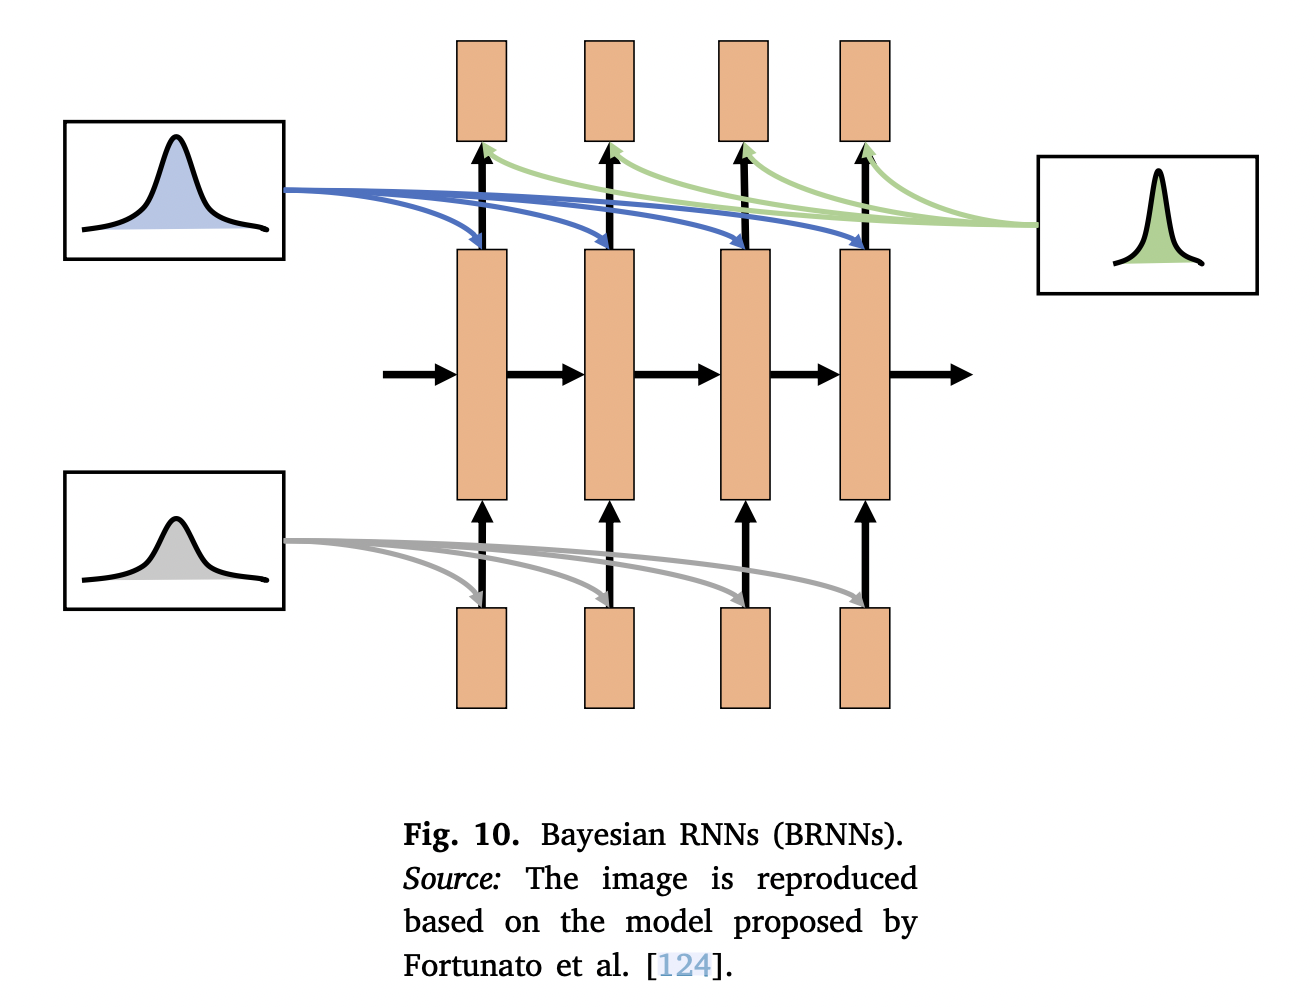 Fig. 10. Bayesian RNNs (BRNNs).
Source: The image is reproduced
based on the model proposed by
Fortunato et al. [124].